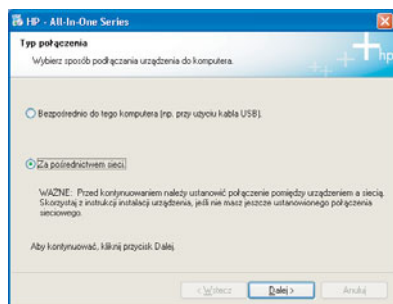 HP - All-In-One Series
Typ połączenia
Wybierz sposób podłączania urządzenia do komputera.
hp
Bezpośrednio do tego komputera (np. przy użyciu kabla USB).
Za pośrednictwem sieci.
WAŻNE: Przed kontynuowaniem należy ustanowić połączenie pomiędzy urządzeniem a siecią.
Skorzystaj z instrukcji instalacji urządzenia, jeśli nie masz jeszcze ustanowionego połączenia
sieciowego.
Aby kontynuować, kliknij przycisk Dalej.
< Wstecz Dalej > Anuluj